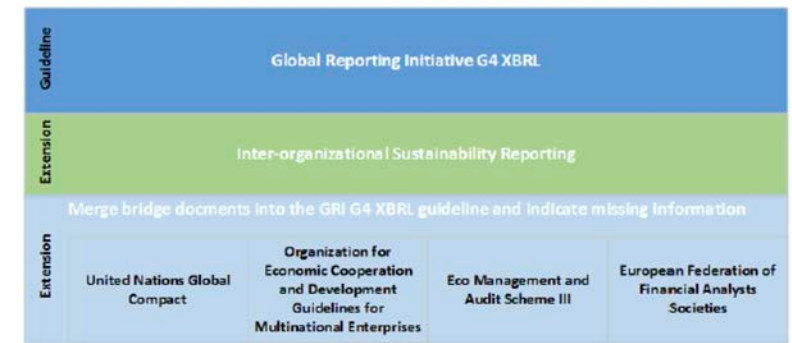 Guideline
Global Reporting Initiative G4 XBRL
Extension
Inter-organizational Sustainability Reporting
Extension
Merge bridge docments into the GRI G4 XBRL guideline and indicate missing information
United Nations Global
Compact
Organization for
Economic Cooperation
and Development
Guidelines for
Multinational Enterprises
Eco Management and
Audit Scheme III
European Federation of
Financial Analysts
Societies